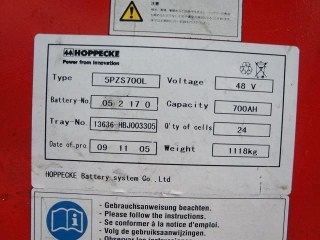 注意
HOPPECKE
Power from Innovation
Type 5PZS700L Voltage 48 V
Battery-No. 05 2 17 0 Capacity 700AH
Tray-No. 13636-HBJ003305 Q'ty of cells 24
Date of pro. 09 11 05 Weight 1118kg
HOPPECKE Battery system Co.,Ltd
- Gebrauchsanweisung beachten.
- Please follow the instructions.
- Se conformer à la notice d'emploi.
- Volg de gebruiksaanwijzingen.